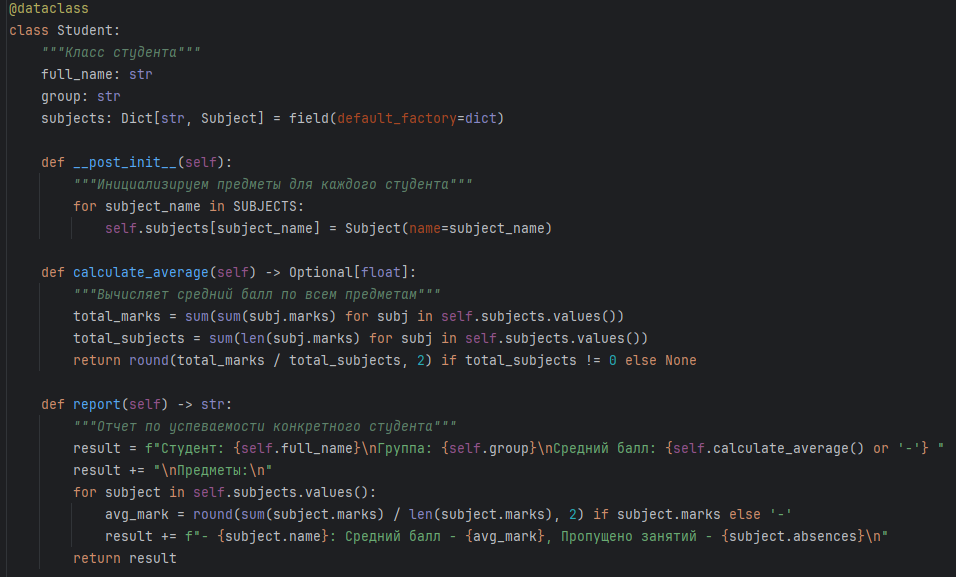 @dataclass
class Student:
    """Класс студента"""
    full_name: str
    group: str
    subjects: Dict[str, Subject] = field(default_factory=dict)
    def __post_init__(self):
        """Инициализируем предметы для каждого студента"""
        for subject_name in SUBJECTS:
            self.subjects[subject_name] = Subject(name=subject_name)
    def calculate_average(self) -> Optional[float]:
        """Вычисляет средний балл по всем предметам"""
        total_marks = sum(sum(subj.marks) for subj in self.subjects.values())
        total_subjects = sum(len(subj.marks) for subj in self.subjects.values())
        return round(total_marks / total_subjects, 2) if total_subjects != 0 else None
    def report(self) -> str:
        """Отчет по успеваемости конкретного студента"""
        result = f"Студент: {self.full_name}\nГруппа: {self.group}\nСредний балл: {self.calculate_average() or '-'} "
        result += "\nПредметы:\n"
        for subject in self.subjects.values():
            avg_mark = round(sum(subject.marks) / len(subject.marks), 2) if subject.marks else '-'
            result += f"- {subject.name}: Средний балл - {avg_mark}, Пропущено занятий - {subject.absences}\n"
        return result